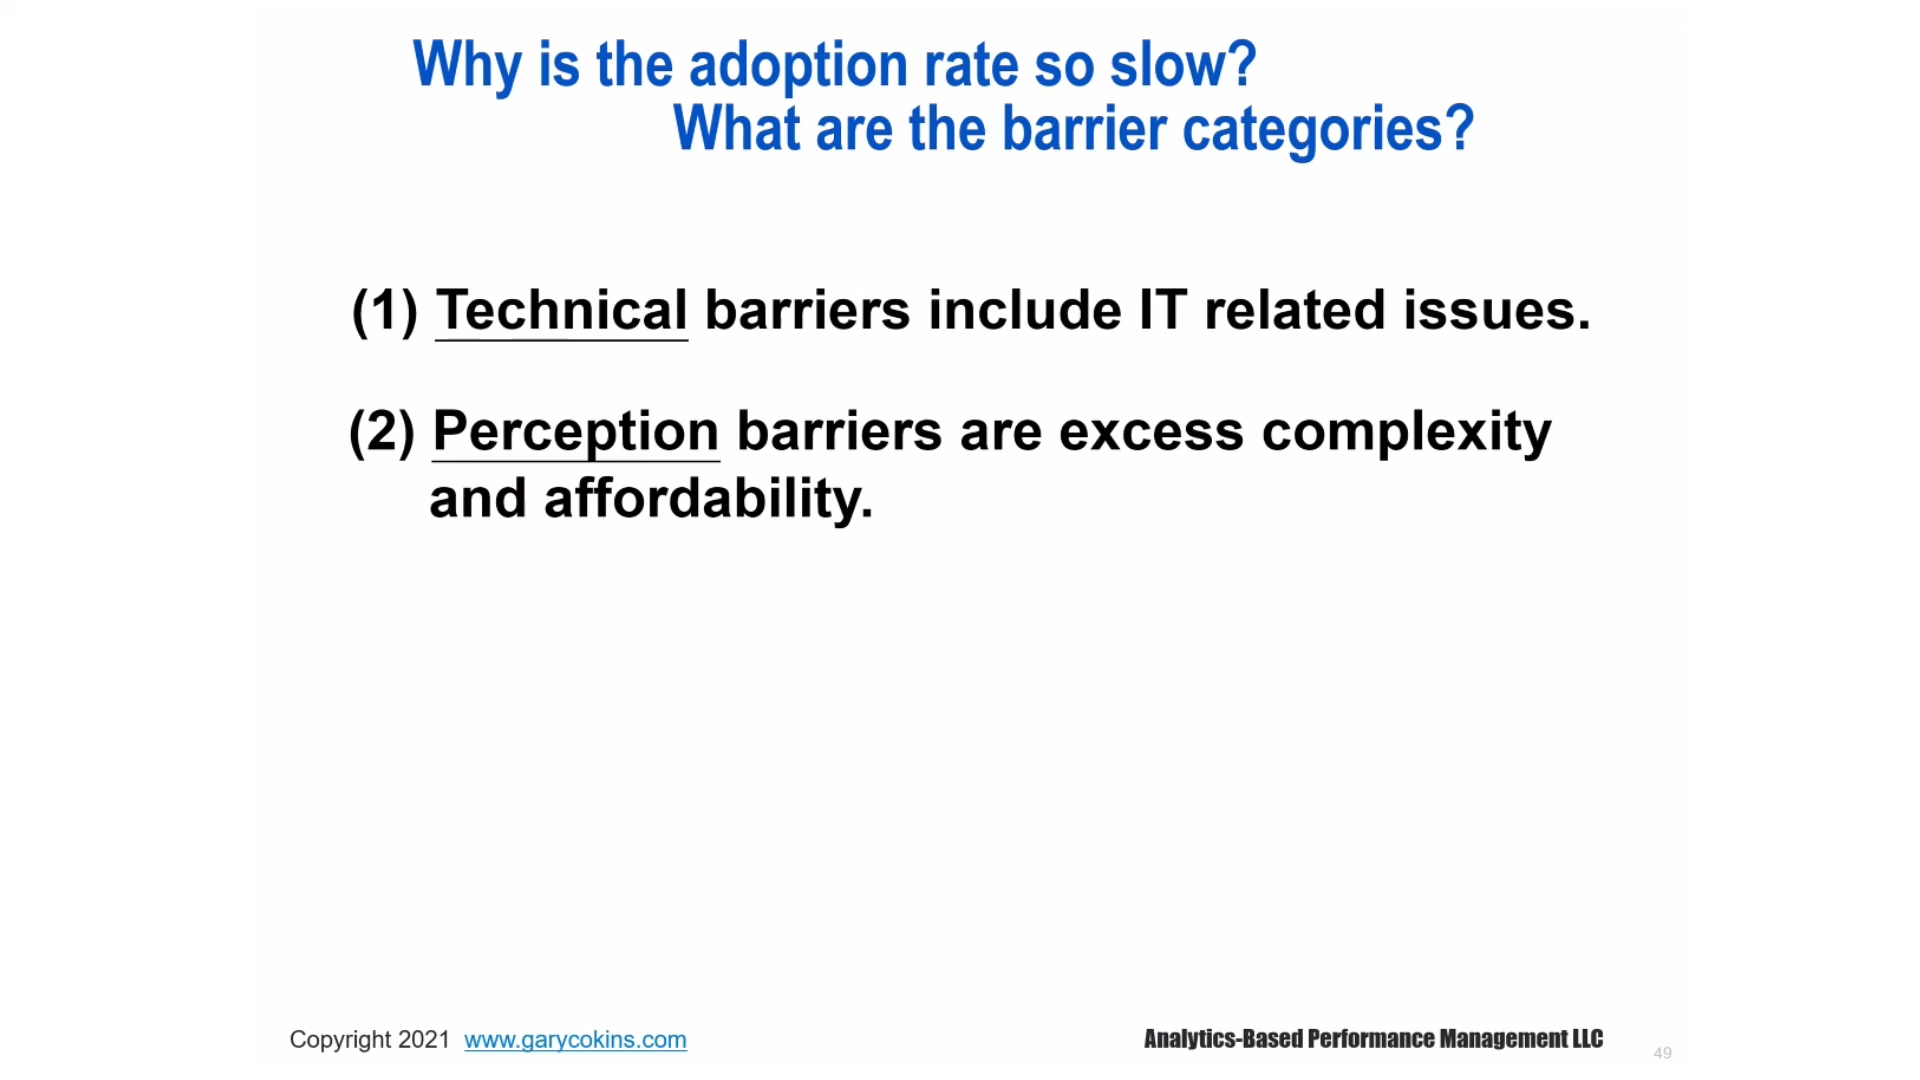 Why is the adoption rate so slow?
What are the barrier categories?
(1) Technical barriers include IT related issues.
(2) Perception barriers are excess complexity
and affordability.
Copyright 2021 www.garycokins.com
Analytics-Based Performance Management LLC
49